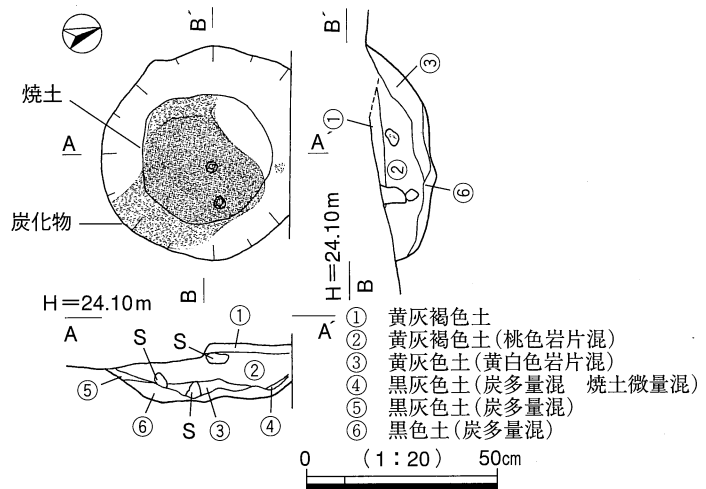 B´
B´
焼土
③
①
A
A´
②
⑥
炭化物
H=24.10m
B
B
H=24.10m
A
A´
S
S
①
②
⑤
⑥
S
③
④
① 黄灰褐色土
② 黄灰褐色土(桃色岩片混)
③ 黄灰色土(黄白色岩片混)
④ 黒灰色土(炭多量混 焼土微量混)
⑤ 黒灰色土(炭多量混)
⑥ 黒色土(炭多量混)
0 (1:20) 50cm